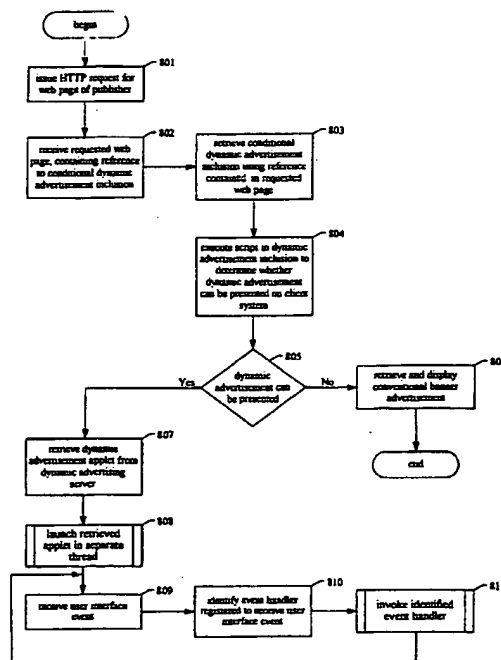 begin
801
issue HTTP request for
web page of publisher
802
receive requested web
page, containing reference
to conditional dynamic
advertisement inclusion
803
retrieve conditional
dynamic advertisement
inclusion using reference
contained in requested
web page
804
execute script in dynamic
advertisement inclusion to
determine whether
dynamic advertisement
can be presented on client
system
805
dynamic
advertisement can
be presented
Yes
No
80
retrieve and display
conventional banner
advertisement
end
807
retrieve dynamic
advertisement applet from
dynamic advertising
server
808
launch retrieved
applet in separate
thread
809
receive user interface
event
810
identify event handler
registered to receive user
interface event
81
invoke identified
event handler